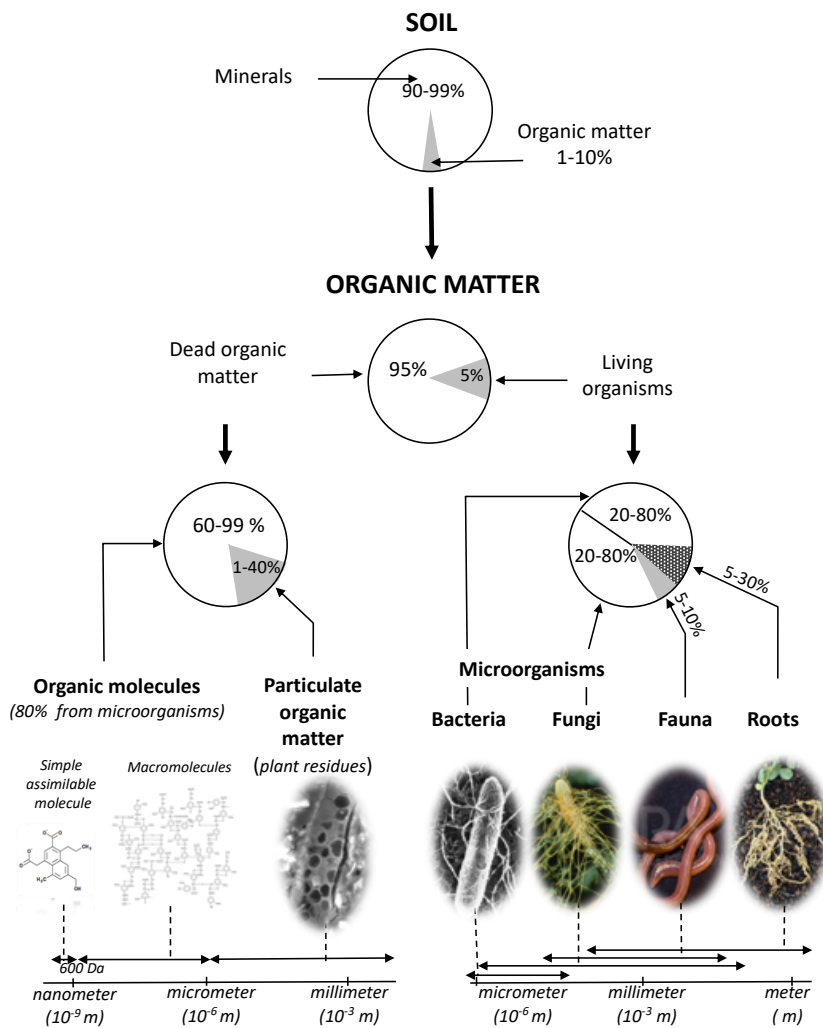 SOIL
Minerals
90-99%
Organic matter
1-10%
ORGANIC MATTER
Dead organic
matter
95%
5%
Living
organisms
60-99 %
1-40%
20-80%
20-80%
5-30%
5-10%
Organic molecules
(80% from microorganisms)
Particulate
organic
matter
(plant residues)
Microorganisms
Bacteria
Fungi
Fauna
Roots
Simple
assimilable
molecule
Macromolecules
CH3
H3C
OH
600 Da
nanometer
(10-9 m)
micrometer
(10-6 m)
millimeter
(10-3 m)
micrometer
(10-6 m)
millimeter
(10-3 m)
meter
( m)